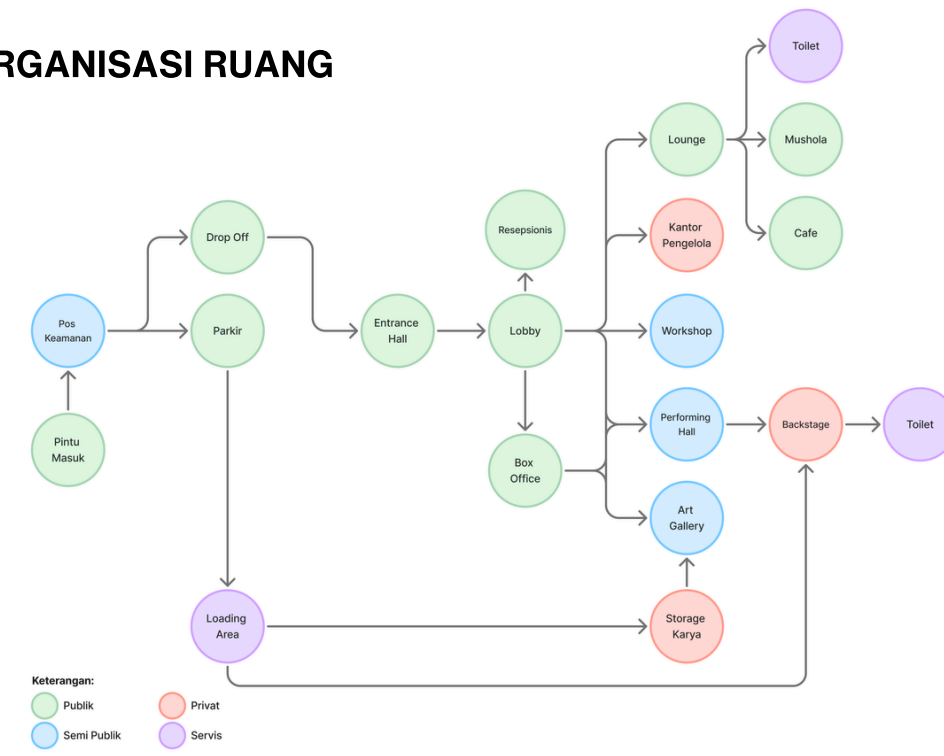 RGANISASI RUANG
Toilet
Lounge
Mushola
Resepsionis
Kantor
Pengelola
Cafe
Drop Off
Pos
Keamanan
Parkir
Entrance
Hall
Lobby
Workshop
Pintu
Masuk
Box
Office
Performing
Hall
Backstage
Toilet
Art
Gallery
Loading
Area
Storage
Karya
Keterangan:
Publik
Privat
Semi Publik
Servis